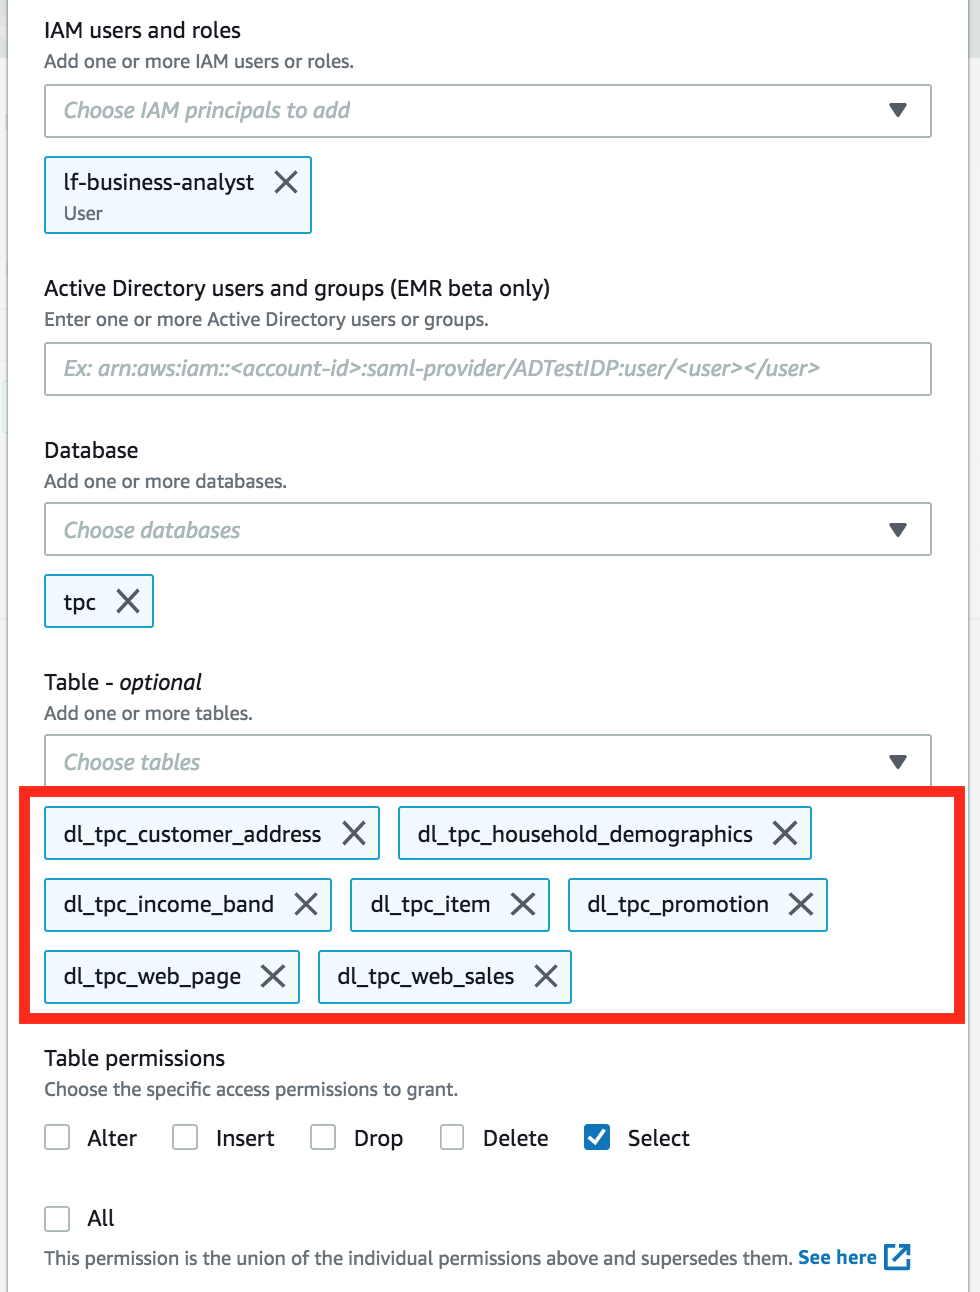 IAM users and roles
Add one or more IAM users or roles.
Choose IAM principals to add
lf-business-analyst
User
Active Directory users and groups (EMR beta only)
Enter one or more Active Directory users or groups.
Ex: arn:aws:iam::<account-id>:saml-provider/ADTestIDP:user/<user></user>
Database
Add one or more databases.
Choose databases
tpc
Table - optional
Add one or more tables.
Choose tables
dl_tpc_customer_address dl_tpc_household_demographics
dl_tpc_income_band dl_tpc_item dl_tpc_promotion
dl_tpc_web_page dl_tpc_web_sales
Table permissions
Choose the specific access permissions to grant.
Alter Insert Drop Delete Select
All
This permission is the union of the individual permissions above and supersedes them. See here